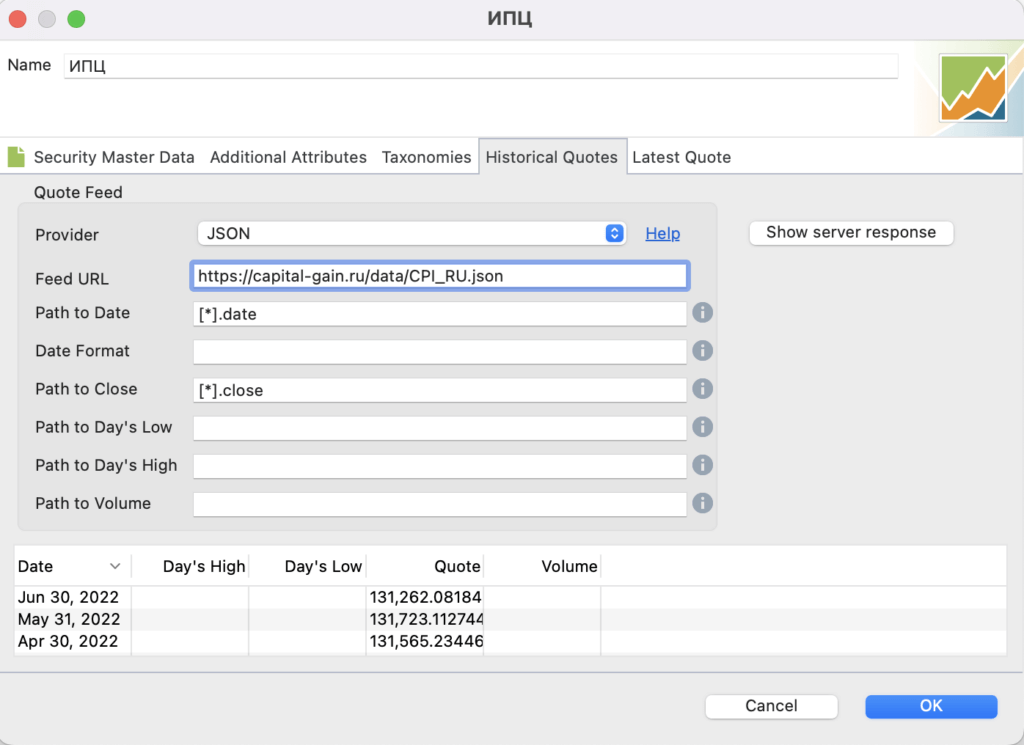 ИПЦ
Name ИПЦ
Security Master Data Additional Attributes Taxonomies Historical Quotes Latest Quote
Quote Feed
Provider JSON Help Show server response
Feed URL https://capital-gain.ru/data/CPI_RU.json
Path to Date [*].date
Date Format
Path to Close [*].close
Path to Day's Low
Path to Day's High
Path to Volume
Date Day's High Day's Low Quote Volume
Jun 30, 2022 131,262.08184
May 31, 2022 131,723.112744
Apr 30, 2022 131,565.23446
Cancel OK